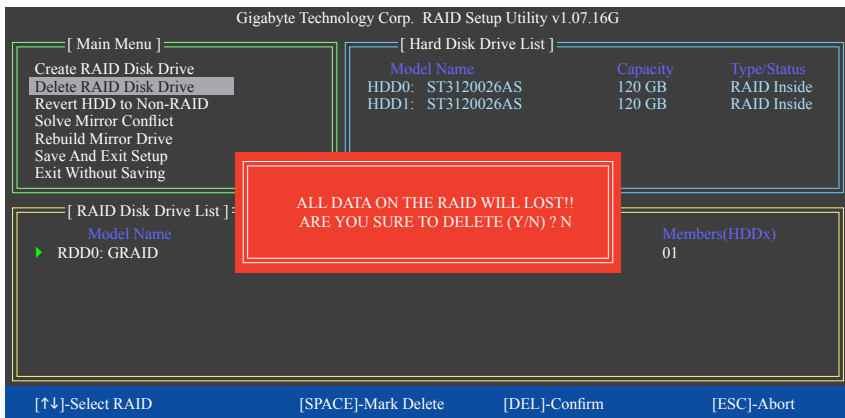 Gigabyte Technology Corp. RAID Setup Utility v1.07.16G
[ Main Menu ]
Create RAID Disk Drive
Delete RAID Disk Drive
Revert HDD to Non-RAID
Solve Mirror Conflict
Rebuild Mirror Drive
Save And Exit Setup
Exit Without Saving
[ Hard Disk Drive List ]
Model Name Capacity Type/Status
HDD0: ST3120026AS 120 GB RAID Inside
HDD1: ST3120026AS 120 GB RAID Inside
ALL DATA ON THE RAID WILL LOST!!
ARE YOU SURE TO DELETE (Y/N) ? N
[ RAID Disk Drive List ]
Model Name Members(HDDx)
RDD0: GRAID 01
[↑↓]-Select RAID [SPACE]-Mark Delete [DEL]-Confirm [ESC]-Abort